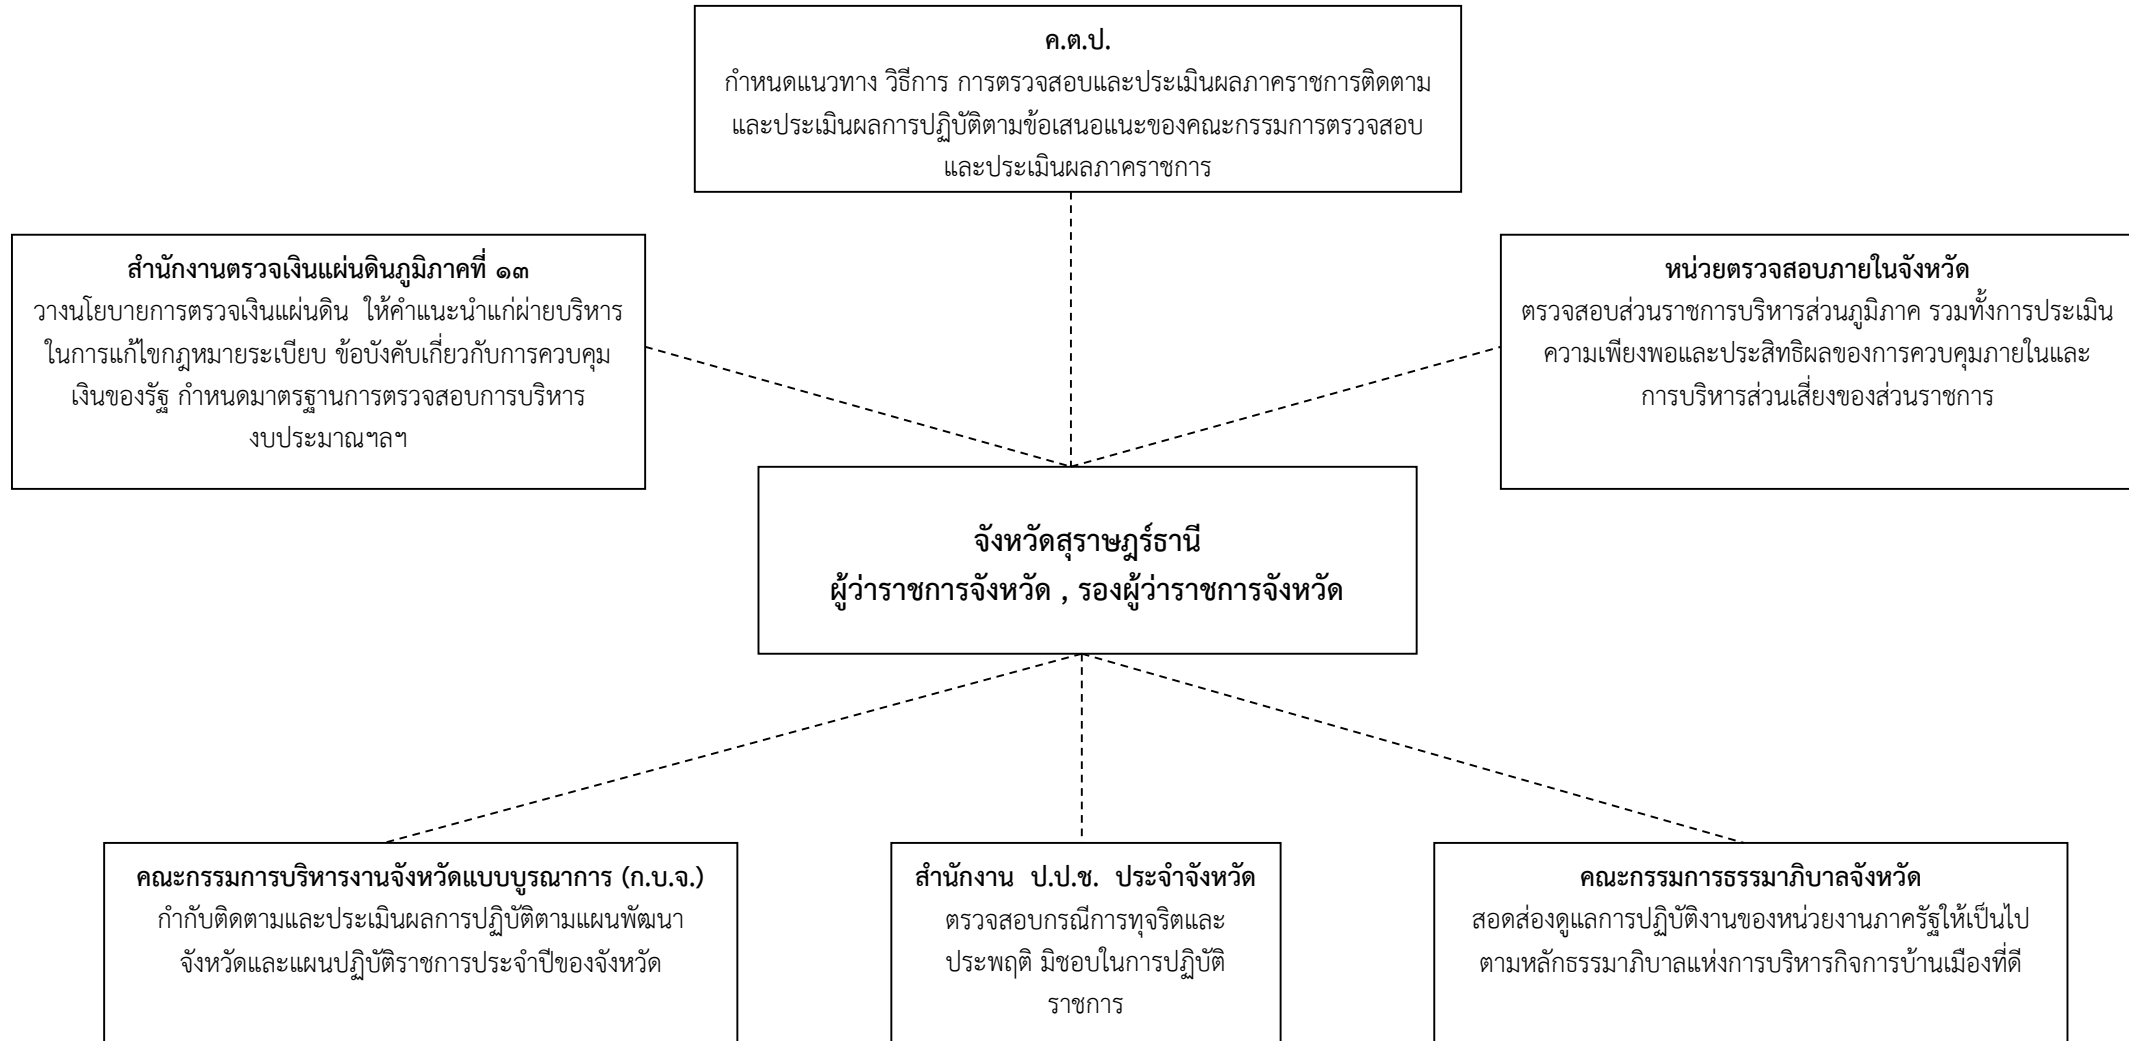 ค.ต.ป.
กำหนดแนวทาง วิธีการ การตรวจสอบและประเมินผลภาคราชการติดตาม
และประเมินผลการปฏิบัติตามข้อเสนอแนะของคณะกรรมการตรวจสอบ
และประเมินผลภาคราชการ
สำนักงานตรวจเงินแผ่นดินภูมิภาคที่ ๑๓
วางนโยบายการตรวจเงินแผ่นดิน ให้คำแนะนำแก่ผ่ายบริหาร
ในการแก้ไขกฎหมายระเบียบ ข้อบังคับเกี่ยวกับการควบคุม
เงินของรัฐ กำหนดมาตรฐานการตรวจสอบการบริหาร
งบประมาณฯลฯ
หน่วยตรวจสอบภายในจังหวัด
ตรวจสอบส่วนราชการบริหารส่วนภูมิภาค รวมทั้งการประเมิน
ความเพียงพอและประสิทธิผลของการควบคุมภายในและ
การบริหารส่วนเสี่ยงของส่วนราชการ
จังหวัดสุราษฎร์ธานี
ผู้ว่าราชการจังหวัด , รองผู้ว่าราชการจังหวัด
คณะกรรมการบริหารงานจังหวัดแบบบูรณาการ (ก.บ.จ.)
กำกับติดตามและประเมินผลการปฏิบัติตามแผนพัฒนา
จังหวัดและแผนปฏิบัติราชการประจำปีของจังหวัด
สำนักงาน ป.ป.ช. ประจำจังหวัด
ตรวจสอบกรณีการทุจริตและ
ประพฤติ มิชอบในการปฏิบัติ
ราชการ
คณะกรรมการธรรมาภิบาลจังหวัด
สอดส่องดูแลการปฏิบัติงานของหน่วยงานภาครัฐให้เป็นไป
ตามหลักธรรมาภิบาลแห่งการบริหารกิจการบ้านเมืองที่ดี